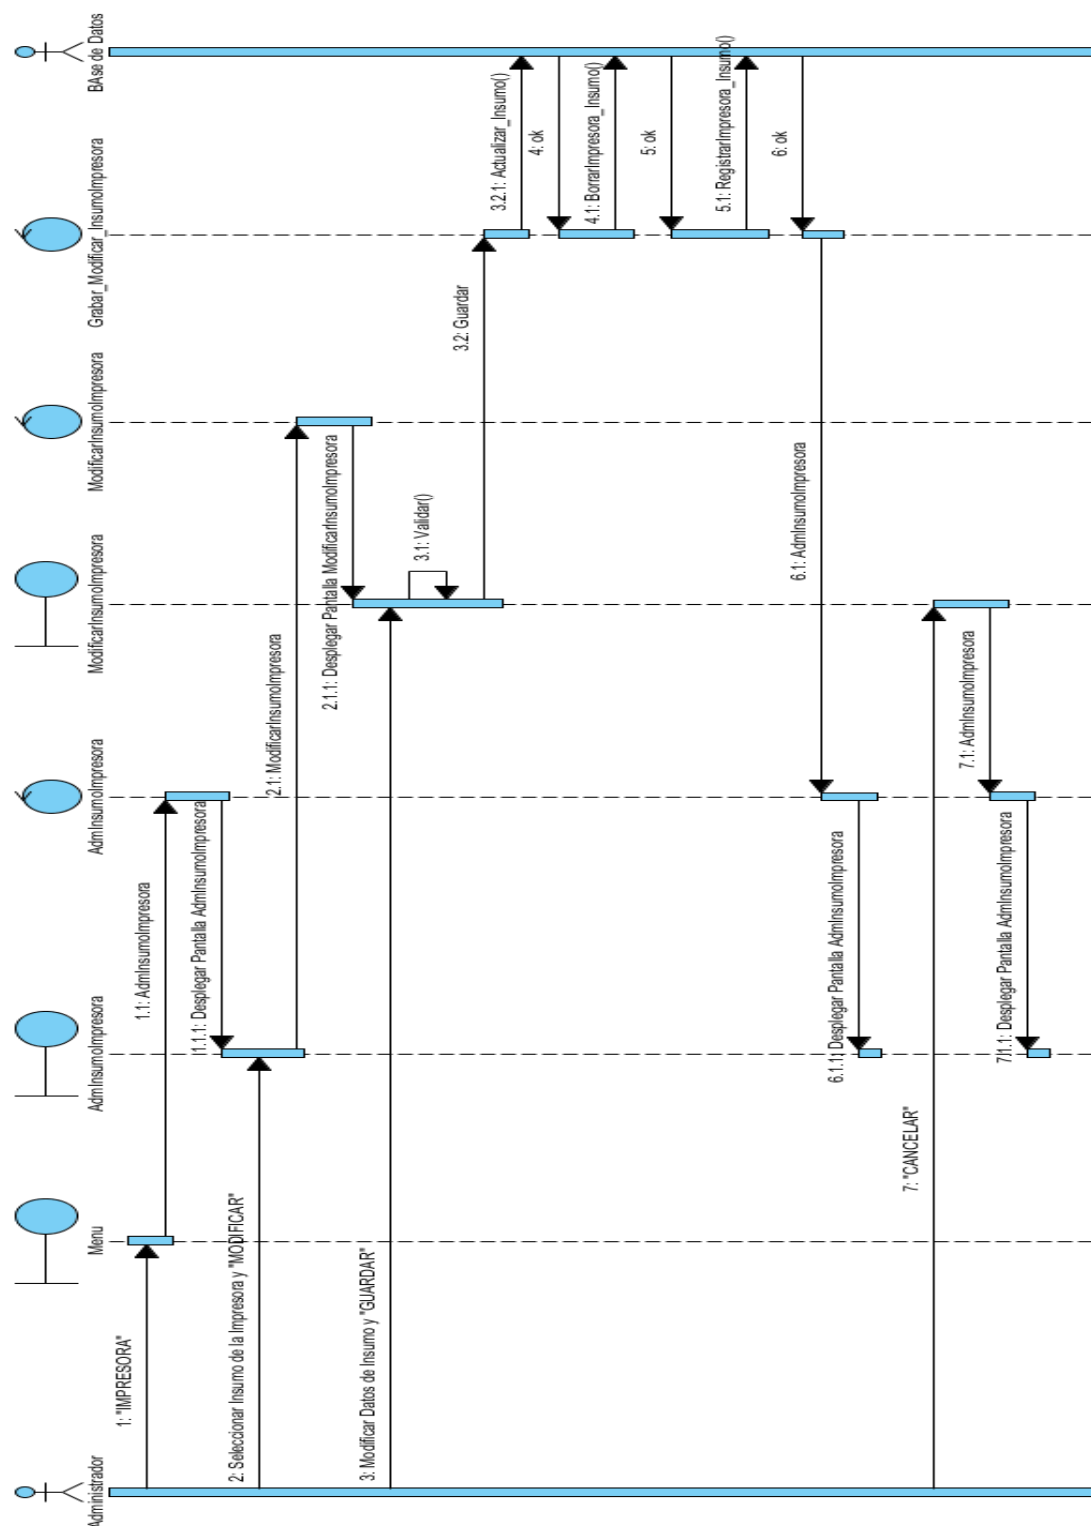 Administrador
Menu
AdmInsumoImpresora
AdmInsumoImpresora
ModificarInsumoImpresora
ModificarInsumoImpresora
Grabar_Modificar_InsumoImpresora
BAse de Datos
1: "IMPRESORA"
1.1: AdmInsumoImpresora
1.1.1: Desplegar Pantalla AdmInsumoImpresora
2: Seleccionar Insumo de la Impresora y "MODIFICAR"
2.1: ModificarInsumoImpresora
2.1.1: Desplegar Pantalla ModificarInsumoImpresora
3: Modificar Datos de Insumo y "GUARDAR"
3.1: Validar()
3.2: Guardar
3.2.1: Actualizar_Insumo()
4: ok
4.1: BorrarImpresora_Insumo()
5: ok
5.1: RegistrarImpresora_Insumo()
6: ok
6.1: AdmInsumoImpresora
6.1.1: Desplegar Pantalla AdmInsumoImpresora
7: "CANCELAR"
7.1: AdmInsumoImpresora
7.1.1: Desplegar Pantalla AdmInsumoImpresora